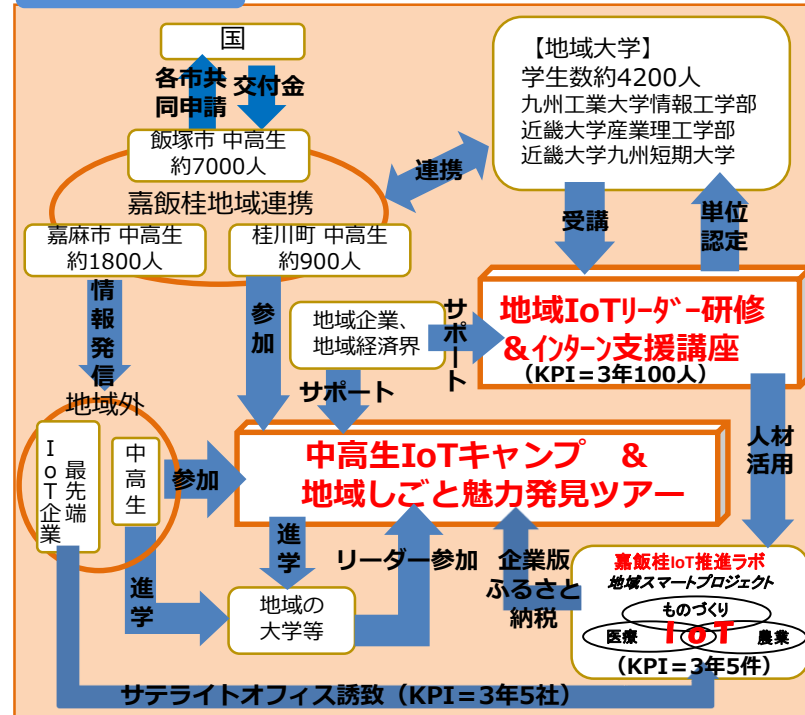 国
各市共
同申請
交付金
飯塚市 中高生
約7000人
嘉飯桂地域連携
嘉麻市 中高生
約1800人
桂川町 中高生
約900人
【地域大学】
学生数約4200人
九州工業大学情報工学部
近畿大学産業理工学部
近畿大学九州短期大学
連携
受講
単位
認定
情報発信
参加
地域企業、
地域経済界
サポート
サポート
地域IoTリーダー研修
&インターン支援講座
(KPI=3年100人)
地域外
最先端
IoT企業
中高生
参加
中高生IoTキャンプ &
地域しごと魅力発見ツアー
人材
活用
進学
進学
リーダー参加
企業版
ふるさと
納税
地域の
大学等
嘉飯桂IoT推進ラボ
地域スマートプロジェクト
ものづくり
医療
IoT
農業
(KPI=3年5件)
サテライトオフィス誘致(KPI=3年5社)